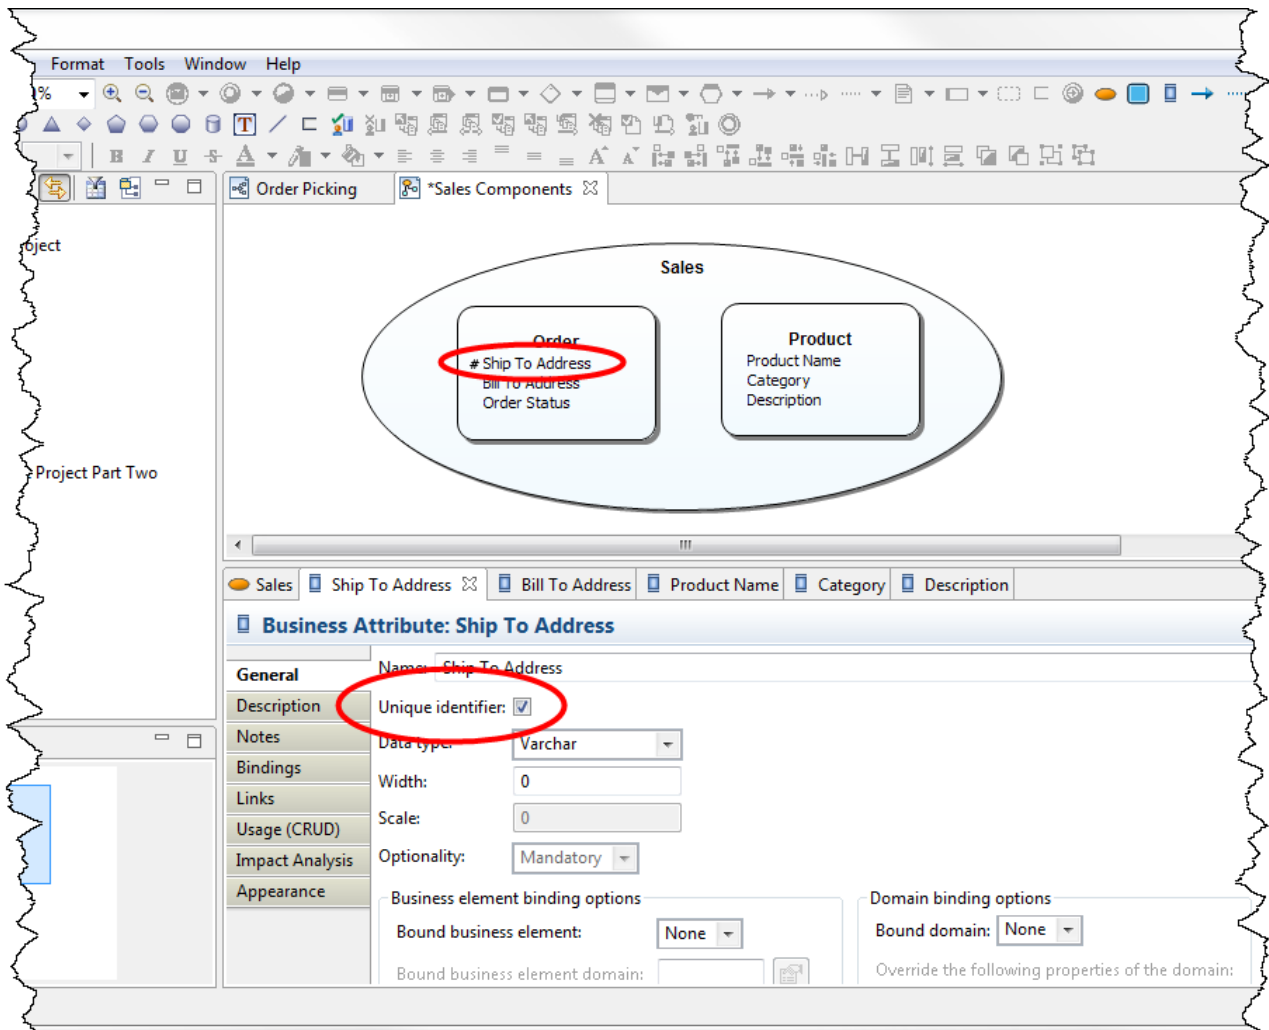 Format Tools Window Help
%
T
B I U S A
A A
Order Picking *Sales Components
oject
Project Part Two
Sales
Order
# Ship To Address
Bill To Address
Order Status
Product
Product Name
Category
Description
Sales Ship To Address Bill To Address Product Name Category Description
Business Attribute: Ship To Address
General
Description
Notes
Bindings
Links
Usage (CRUD)
Impact Analysis
Appearance
Name: Ship To Address
Unique identifier:
Data type: Varchar
Width: 0
Scale: 0
Optionality: Mandatory
Business element binding options
Bound business element: None
Bound business element domain:
Domain binding options
Bound domain: None
Override the following properties of the domain: